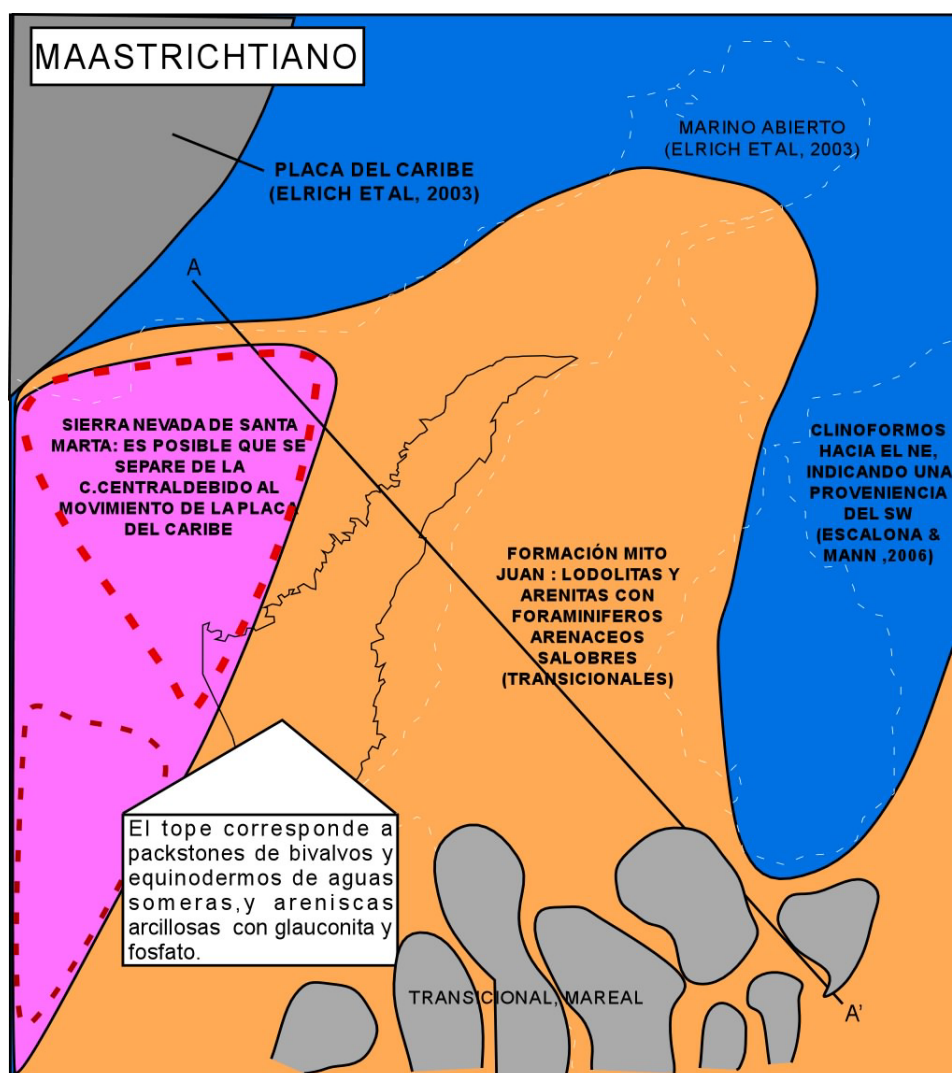 MAASTRICHTIANO
MARINO ABIERTO
(ELRICH ET AL, 2003)
PLACA DEL CARIBE
(ELRICH ET AL, 2003)
A
SIERRA NEVADA DE SANTA
MARTA: ES POSIBLE QUE SE
SEPARE DE LA
C.CENTRALDEBIDO AL
MOVIMIENTO DE LA PLACA
DEL CARIBE
CLINOFORMOS
HACIA EL NE,
INDICANDO UNA
PROVENIENCIA
DEL SW
(ESCALONA &
MANN ,2006)
FORMACIÓN MITO
JUAN : LODOLITAS Y
ARENITAS CON
FORAMINIFEROS
ARENACEOS
SALOBRES
(TRANSICIONALES)
El tope corresponde a
packstones de bivalvos y
equinodermos de aguas
someras,y areniscas
arcillosas con glauconita y
fosfato.
TRANSICIONAL, MAREAL
A'